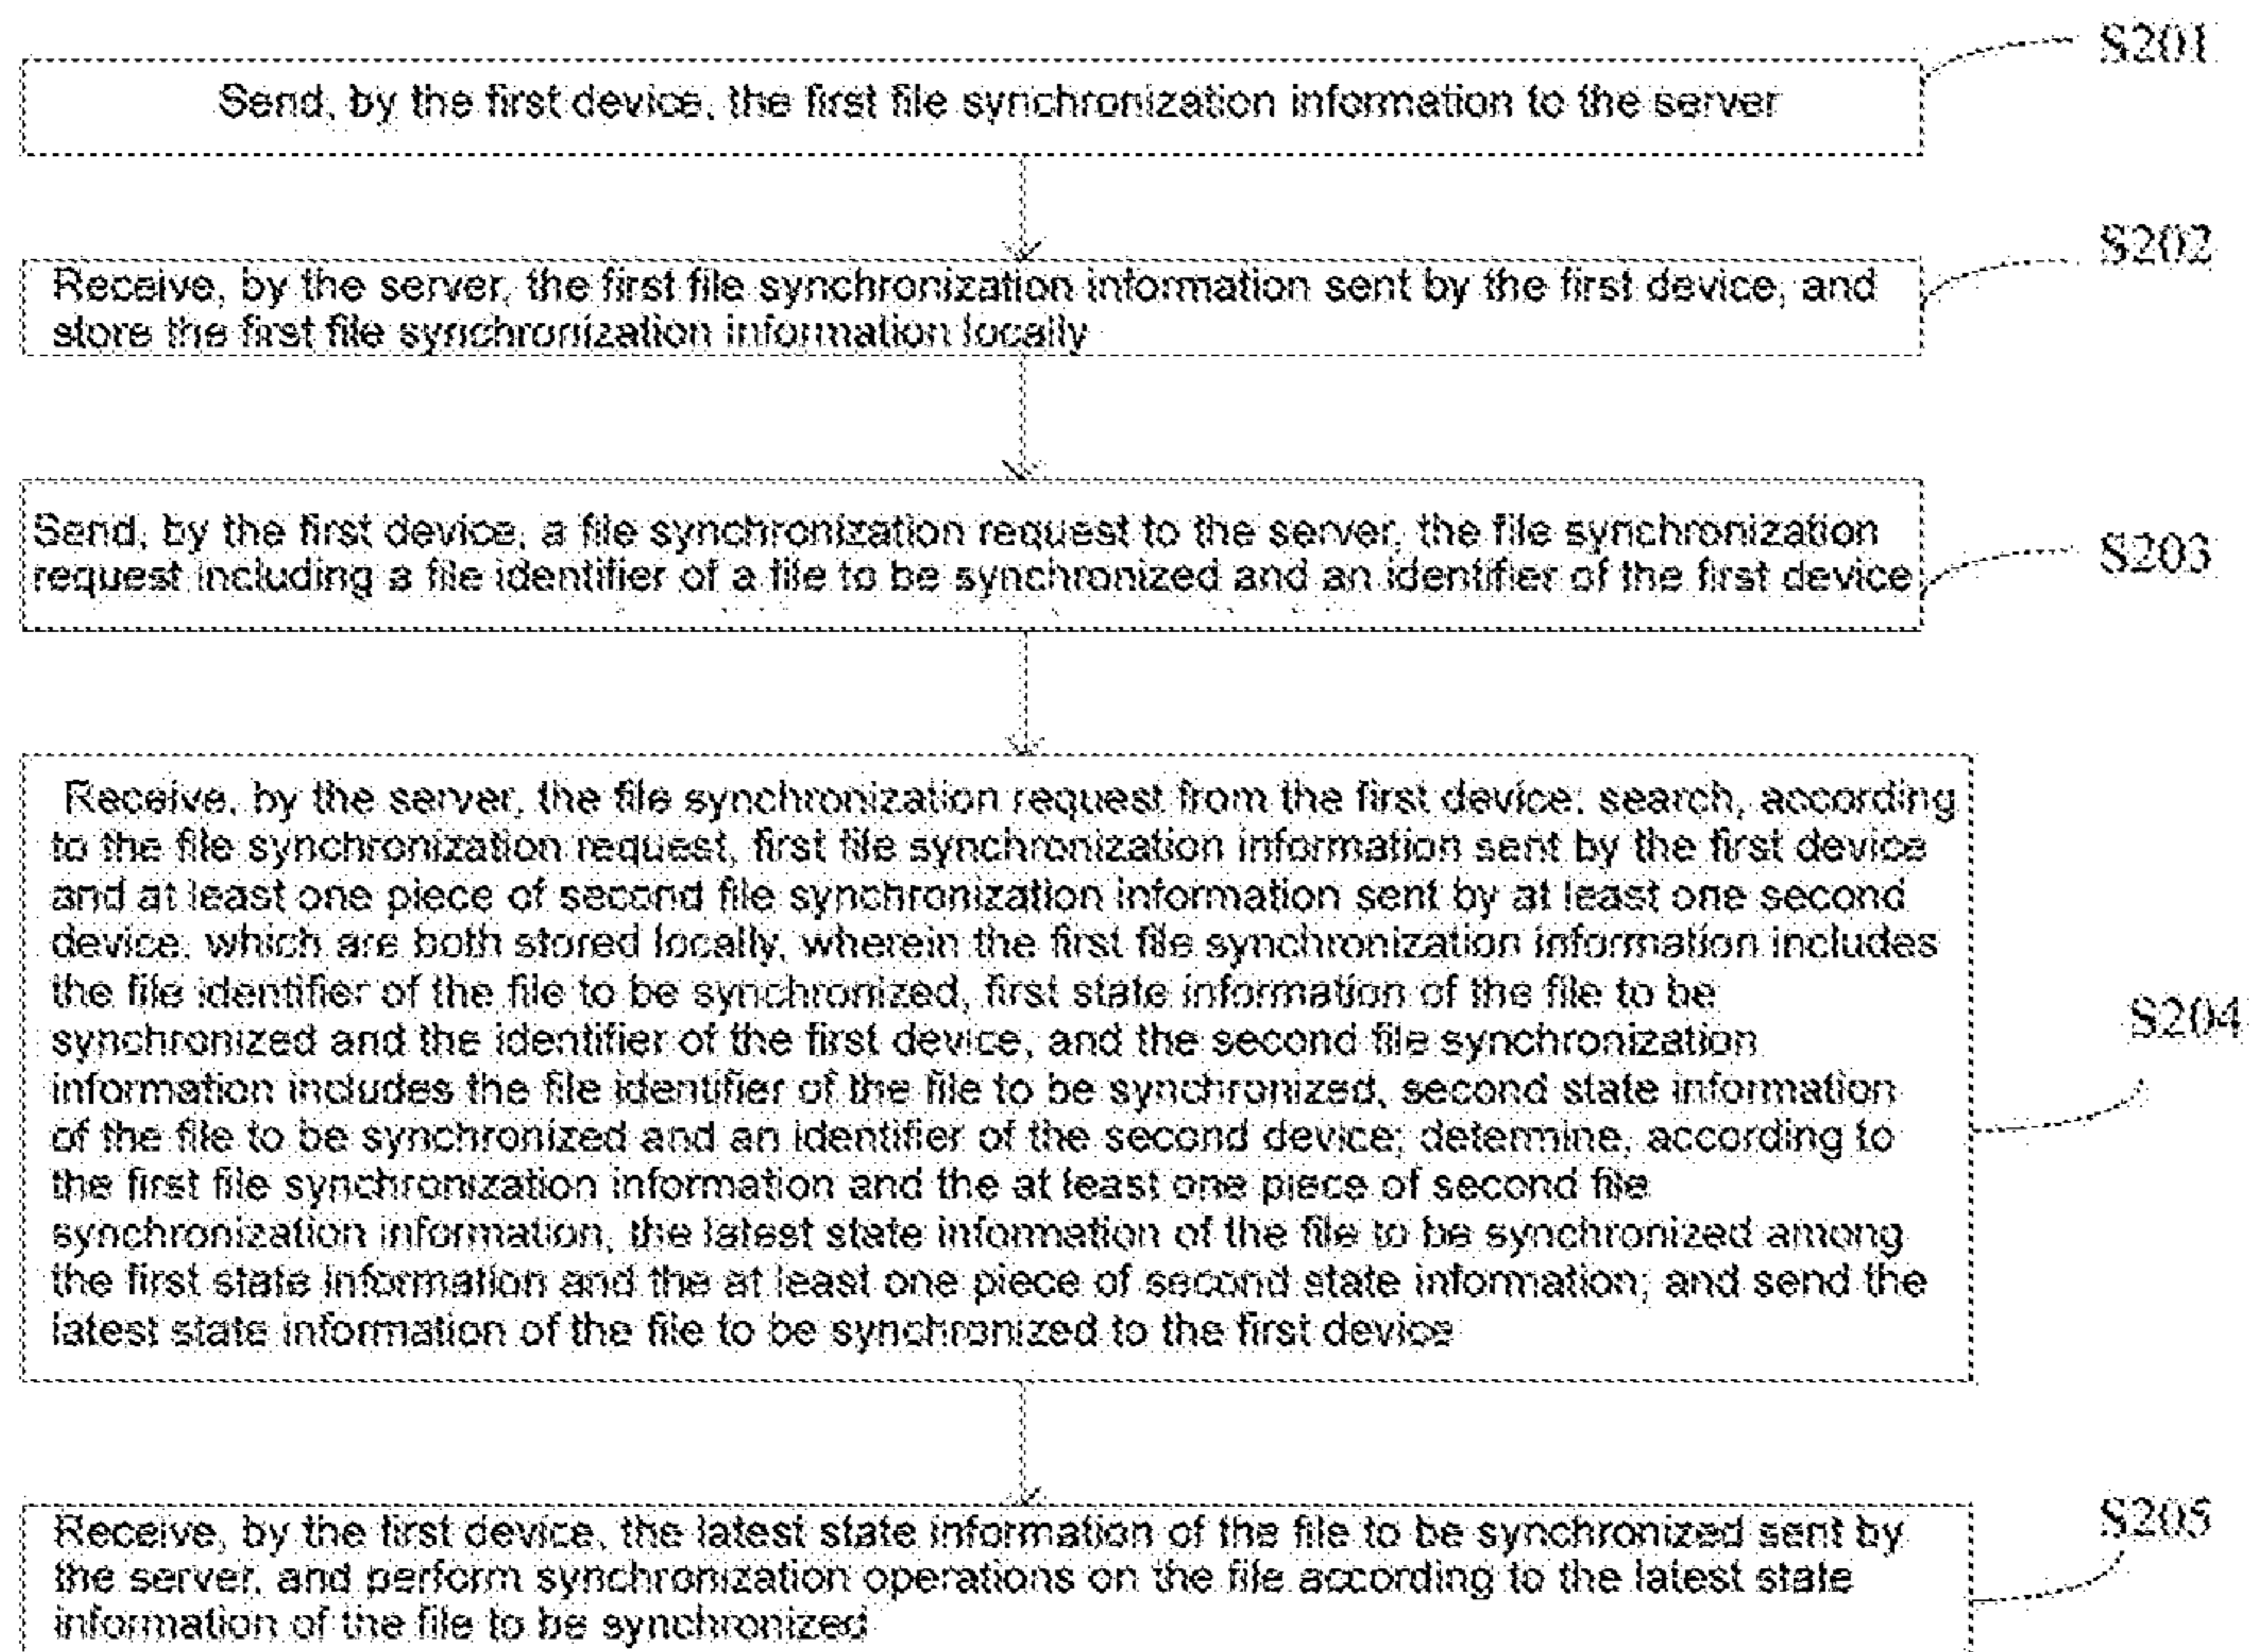 S201
Send, by the first device, the first file synchronization information to the server
S202
Receive, by the server, the first file synchronization information sent by the first device, and
store the first file synchronization information locally
Send, by the first device, a file synchronization request to the server, the file synchronization
request including a file identifier of a file to be synchronized and an identifier of the first device
S203
Receive, by the server, the file synchronization request from the first device; search, according
to the file synchronization request, first file synchronization information sent by the first device
and at least one piece of second file synchronization information sent by at least one second
device, which are both stored locally, wherein the first file synchronization information includes
the file identifier of the file to be synchronized, first state information of the file to be
synchronized and the identifier of the first device, and the second file synchronization
information includes the file identifier of the file to be synchronized, second state information
of the file to be synchronized and an identifier of the second device; determine, according to
the first file synchronization information and the at least one piece of second file
synchronization information, the latest state information of the file to be synchronized among
the first state information and the at least one piece of second state information; and send the
latest state information of the file to be synchronized to the first device
S204
S205
Receive, by the first device, the latest state information of the file to be synchronized sent by
the server, and perform synchronization operations on the file according to the latest state
information of the file to be synchronized